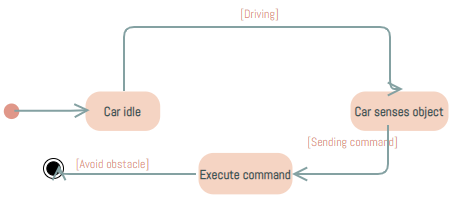 [Driving]
Car idle
Car senses object
[Sending command]
[Avoid obstacle]
Execute command